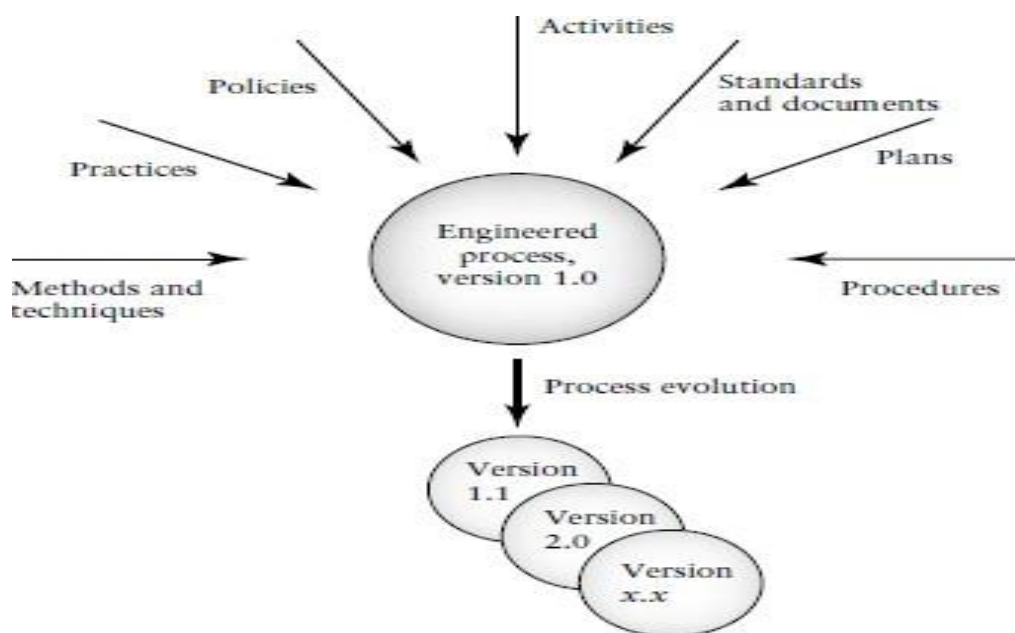 Activities
Policies
Standards
and documents
Practices
Plans
Engineered
process,
version 1.0
Methods and
techniques
Procedures
Process evolution
Version
1.1
Version
2.0
Version
x.x